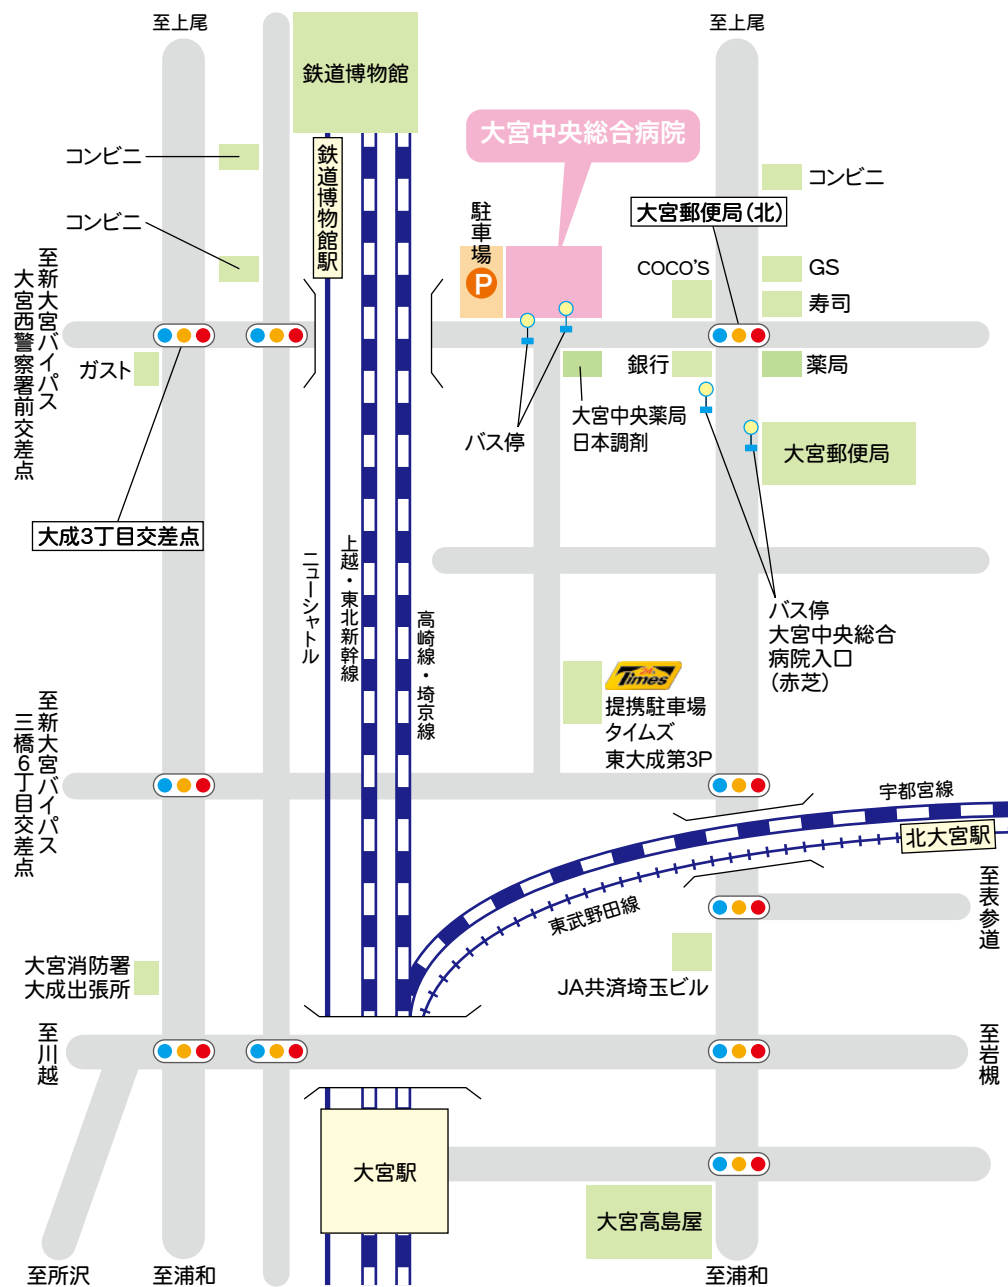 至上尾
至上尾
鉄道博物館
大宮中央総合病院
コンビニ
鉄道博物館駅
コンビニ
駐車場
P
大宮郵便局(北)
コンビニ
COCO'S
GS
寿司
至新大宮バイパス
大宮西警察署前交差点
ガスト
銀行
薬局
バス停
大宮中央薬局
日本調剤
大宮郵便局
大成3丁目交差点
ニューシャトル
上越・東北新幹線
高崎線・埼京線
バス停
大宮中央総合
病院入口
(赤芝)
Times
提携駐車場
タイムズ
東大成第3P
至新大宮バイパス
三橋6丁目交差点
宇都宮線
北大宮駅
東武野田線
至表参道
大宮消防署
大成出張所
JA共済埼玉ビル
至川越
至岩槻
大宮駅
大宮高島屋
至所沢
至浦和
至浦和